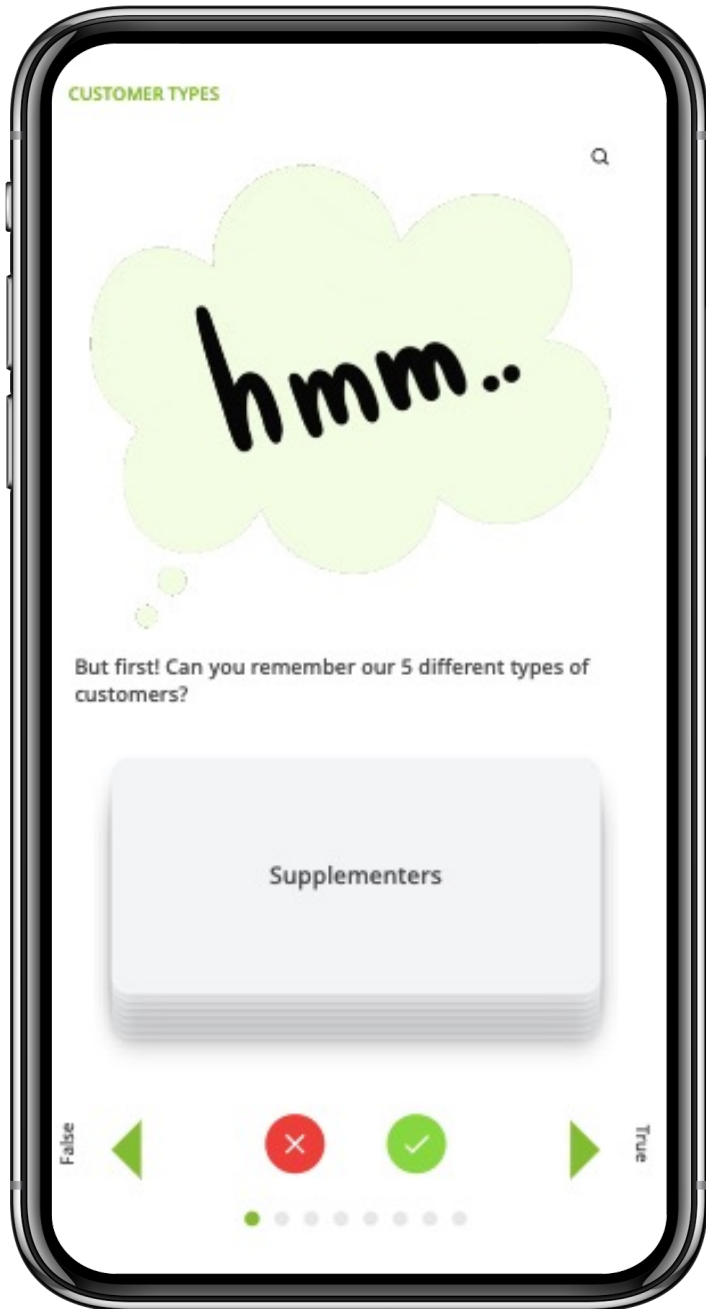 CUSTOMER TYPES
hmm..
But first! Can you remember our 5 different types of
customers?
Supplementers
False
True